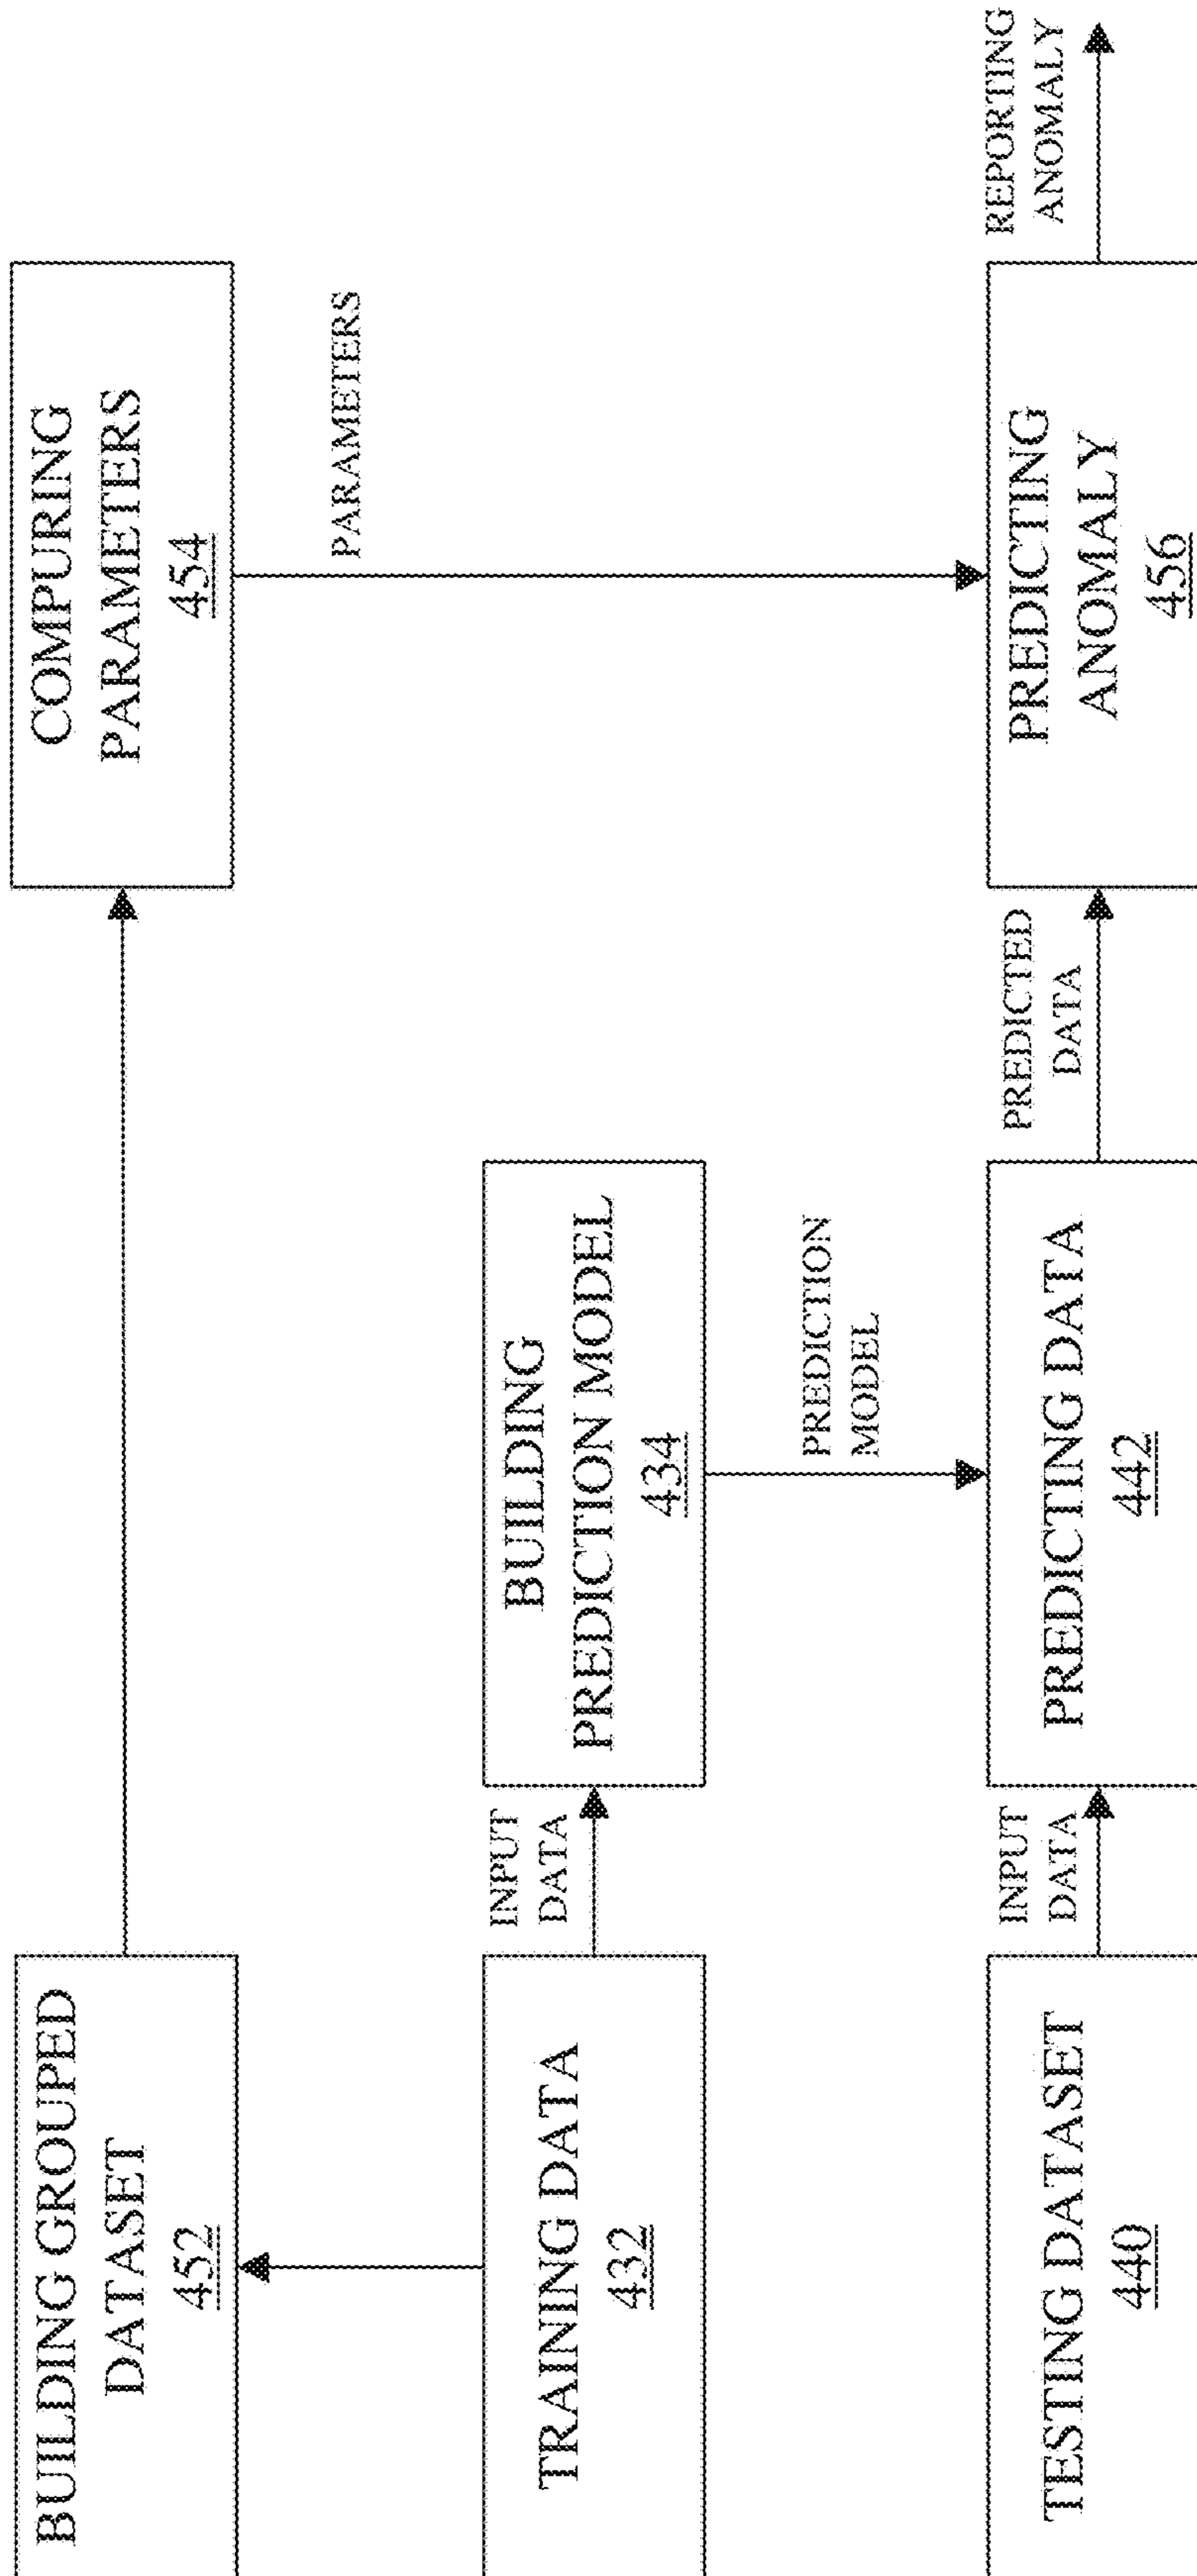 BUILDING GROUPED
DATASET
452
COMPURING
PARAMETERS
454
PARAMETERS
TRAINING DATA
432
INPUT
DATA
BUILDING
PREDICTION MODEL
434
PREDICTION
MODEL
TESTING DATASET
440
INPUT
DATA
PREDICTING DATA
442
PREDICTED
DATA
PREDICTING
ANOMALY
456
REPORTING
ANOMALY